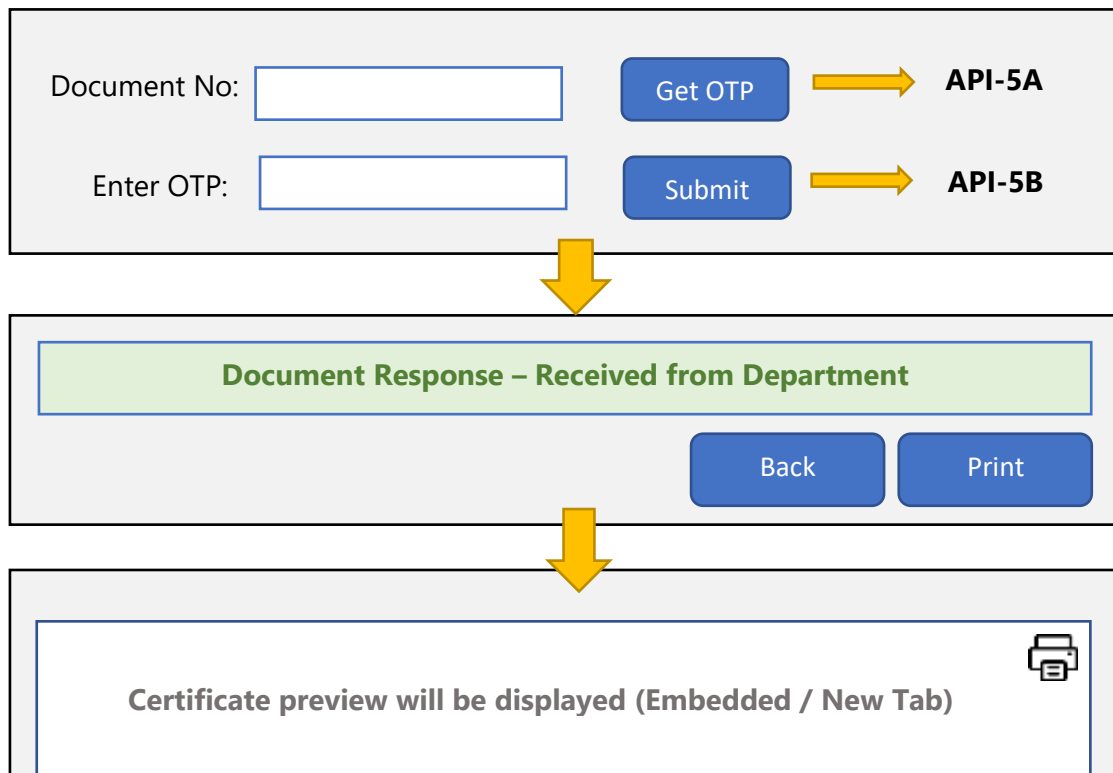 Document No: Get OTP API-5A
Enter OTP: Submit API-5B
Document Response – Received from Department
Back Print
Certificate preview will be displayed (Embedded / New Tab)